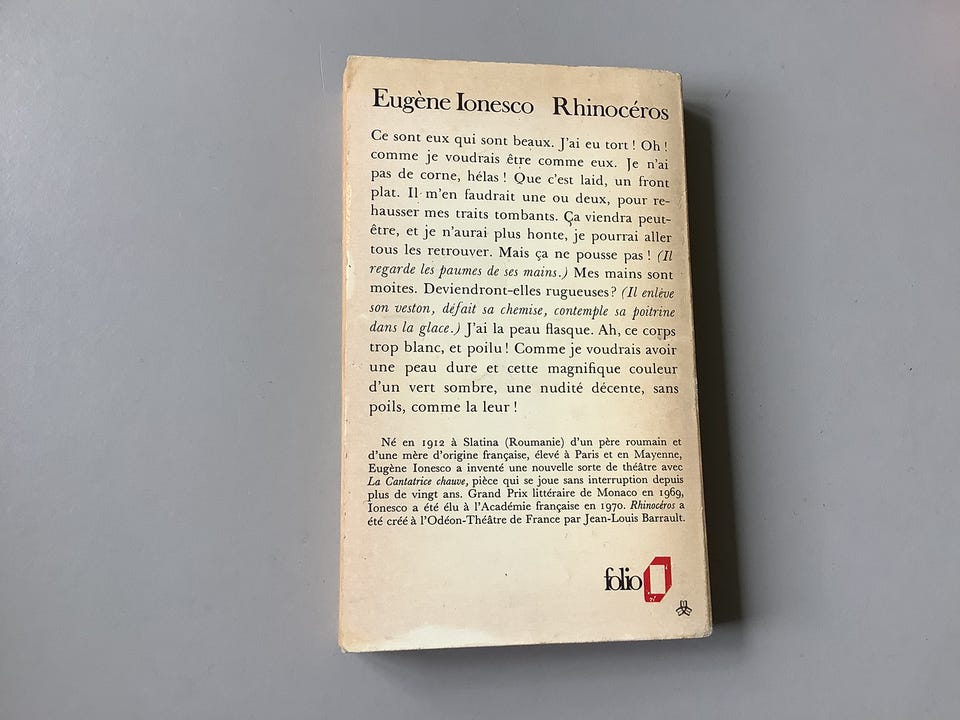 Eugène Ionesco Rhinocéros
Ce sont eux qui sont beaux. J'ai eu tort ! Oh !
comme je voudrais être comme eux. Je n'ai
pas de corne, hélas ! Que c'est laid, un front
plat. Il m'en faudrait une ou deux, pour re-
hausser mes traits tombants. Ça viendra peut-
être, et je n'aurai plus honte, je pourrai aller
tous les retrouver. Mais ça ne pousse pas ! (Il
regarde les paumes de ses mains.) Mes mains sont
moites. Deviendront-elles rugueuses ? (Il enlève
son veston, défait sa chemise, contemple sa poitrine
dans la glace.) J'ai la peau flasque. Ah, ce corps
trop blanc, et poilu ! Comme je voudrais avoir
une peau dure et cette magnifique couleur
d'un vert sombre, une nudité décente, sans
poils, comme la leur !
Né en 1912 à Slatina (Roumanie) d'un père roumain et
d'une mère d'origine française, élevé à Paris et en Mayenne,
Eugène Ionesco a inventé une nouvelle sorte de théâtre avec
La Cantatrice chauve, pièce qui se joue sans interruption depuis
plus de vingt ans. Grand Prix littéraire de Monaco en 1969,
Ionesco a été élu à l'Académie française en 1970. Rhinocéros a
été créé à l'Odéon-Théâtre de France par Jean-Louis Barrault.
folio